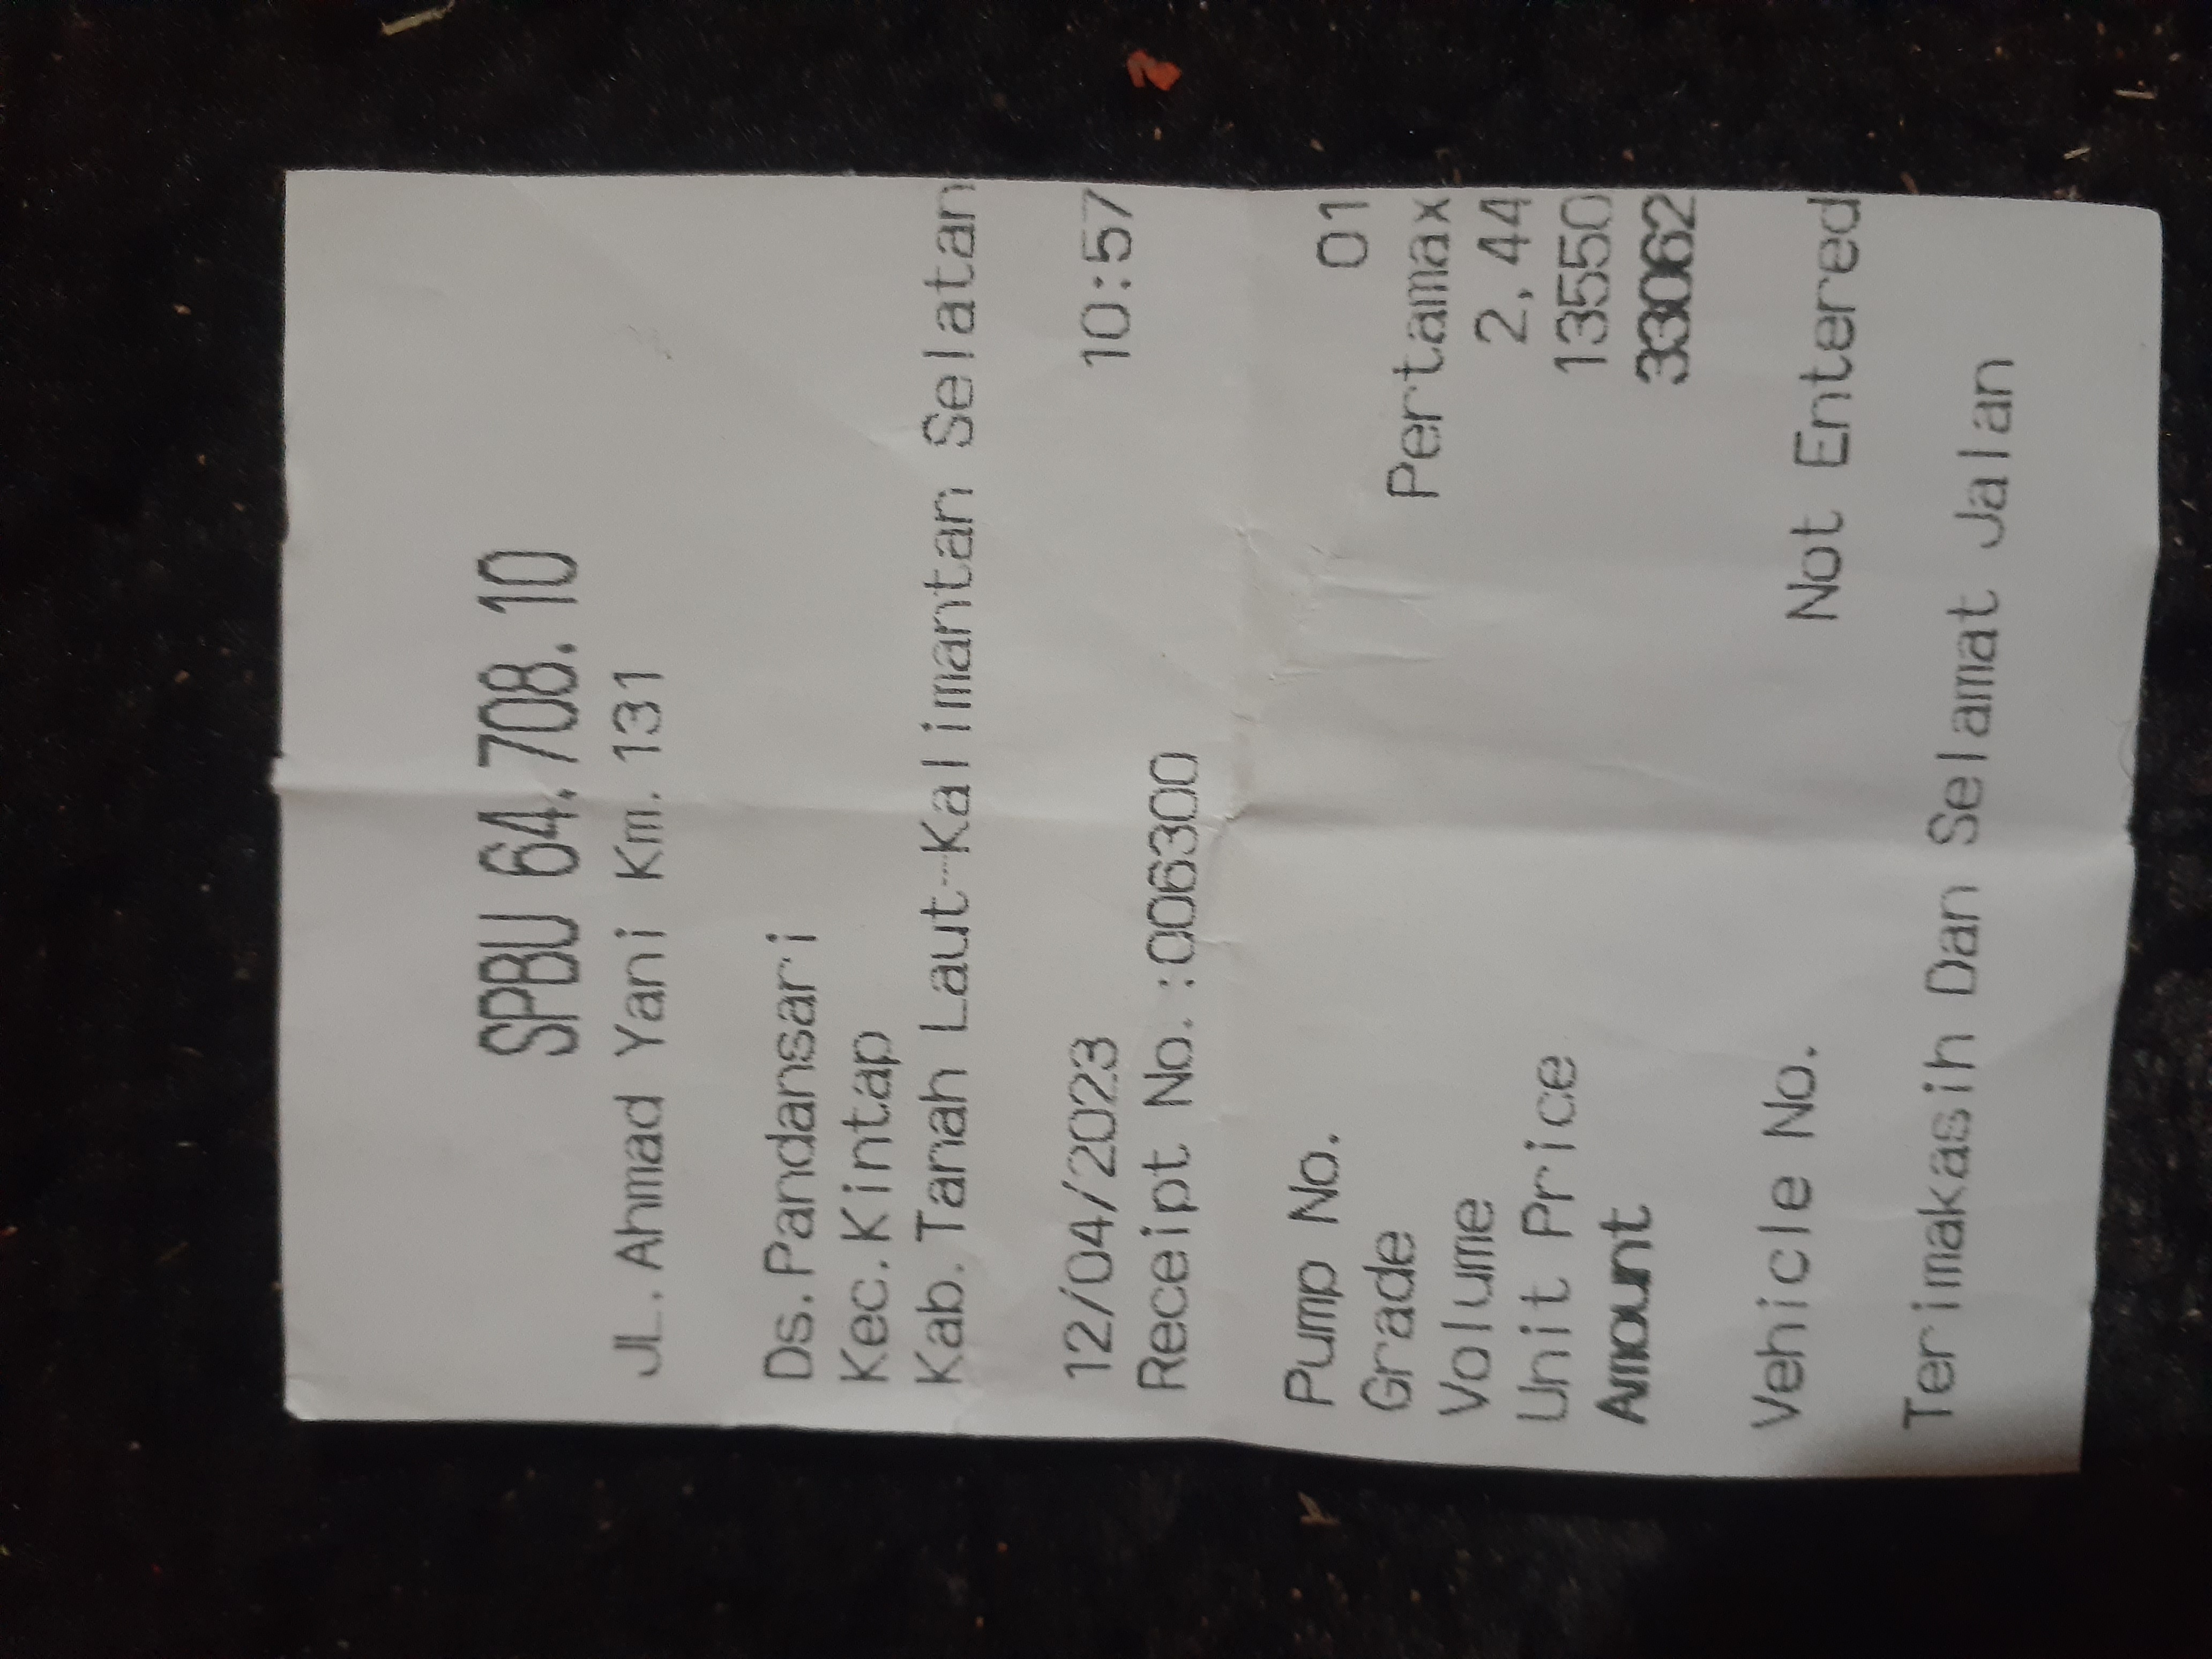 SPBU 64.708.10
JL.Ahmad Yani Km.131
Ds.Pandansari
Kec.Kintap
Kab.Tanah Laut-Kalimantan Selatan
12/04/2023 10:57
Receipt No.:006300
Pump No. 01
Grade Pertamax
Volume 2,44
Unit Price 13550
Amount 33062
Vehicle No. Not Entered
Terimakasih Dan Selamat Jalan